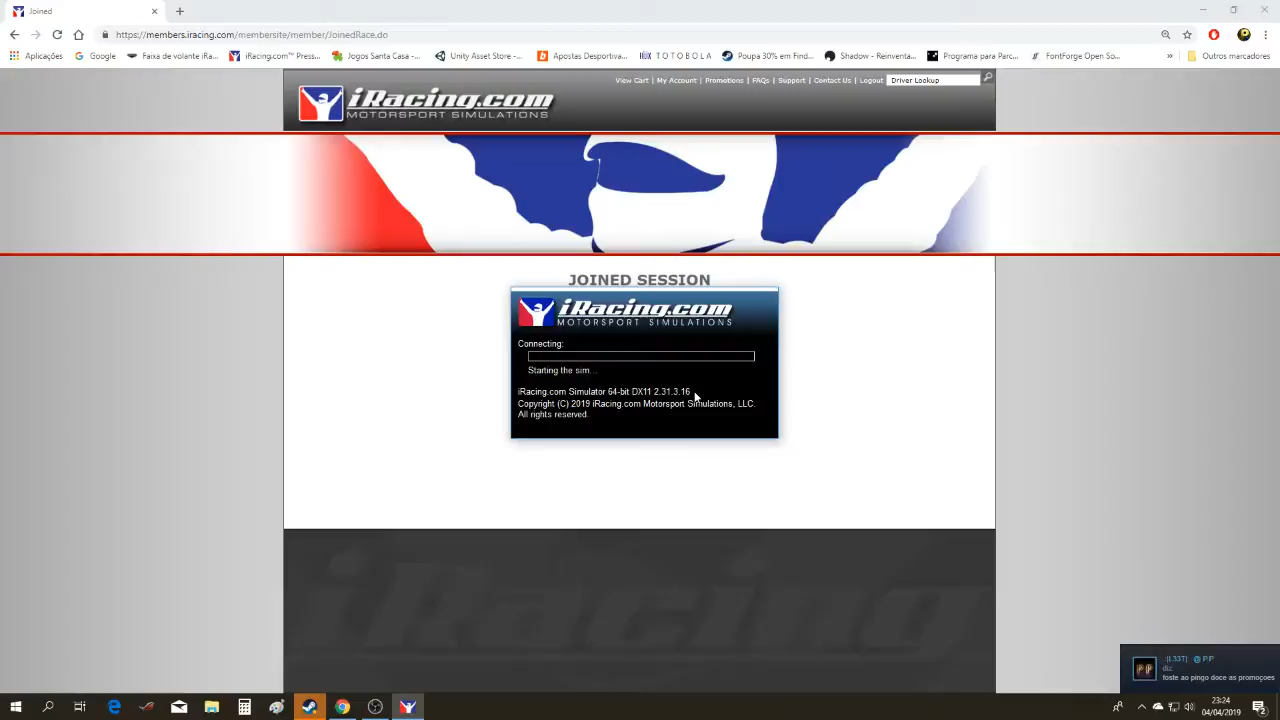 Joined
https://members.iracing.com/membersite/member/JoinedRace.do
Aplicações
Google
Faixa de volante iRa...
iRacing.com™ Press...
Jogos Santa Casa -...
Unity Asset Store -...
Apostas Desportiva...
T O T O B O L A
Poupa 30% em Find...
Shadow - Reinventa...
Programa para Parc...
FontForge Open So...
»
Outros marcadores
View Cart | My Account | Promotions | FAQs | Support | Contact Us | Logout
Driver Lookup
iRacing.com
MOTORSPORT SIMULATIONS
JOINED SESSION
iRacing.com
MOTORSPORT SIMULATIONS
Connecting:
Starting the sim...
iRacing.com Simulator 64-bit DX11 2.31.3.16
Copyright (C) 2019 iRacing.com Motorsport Simulations, LLC.
All rights reserved.
iRacing
diz:
foste ao pingo doce as promoçoes
23:24
04/04/2019
2